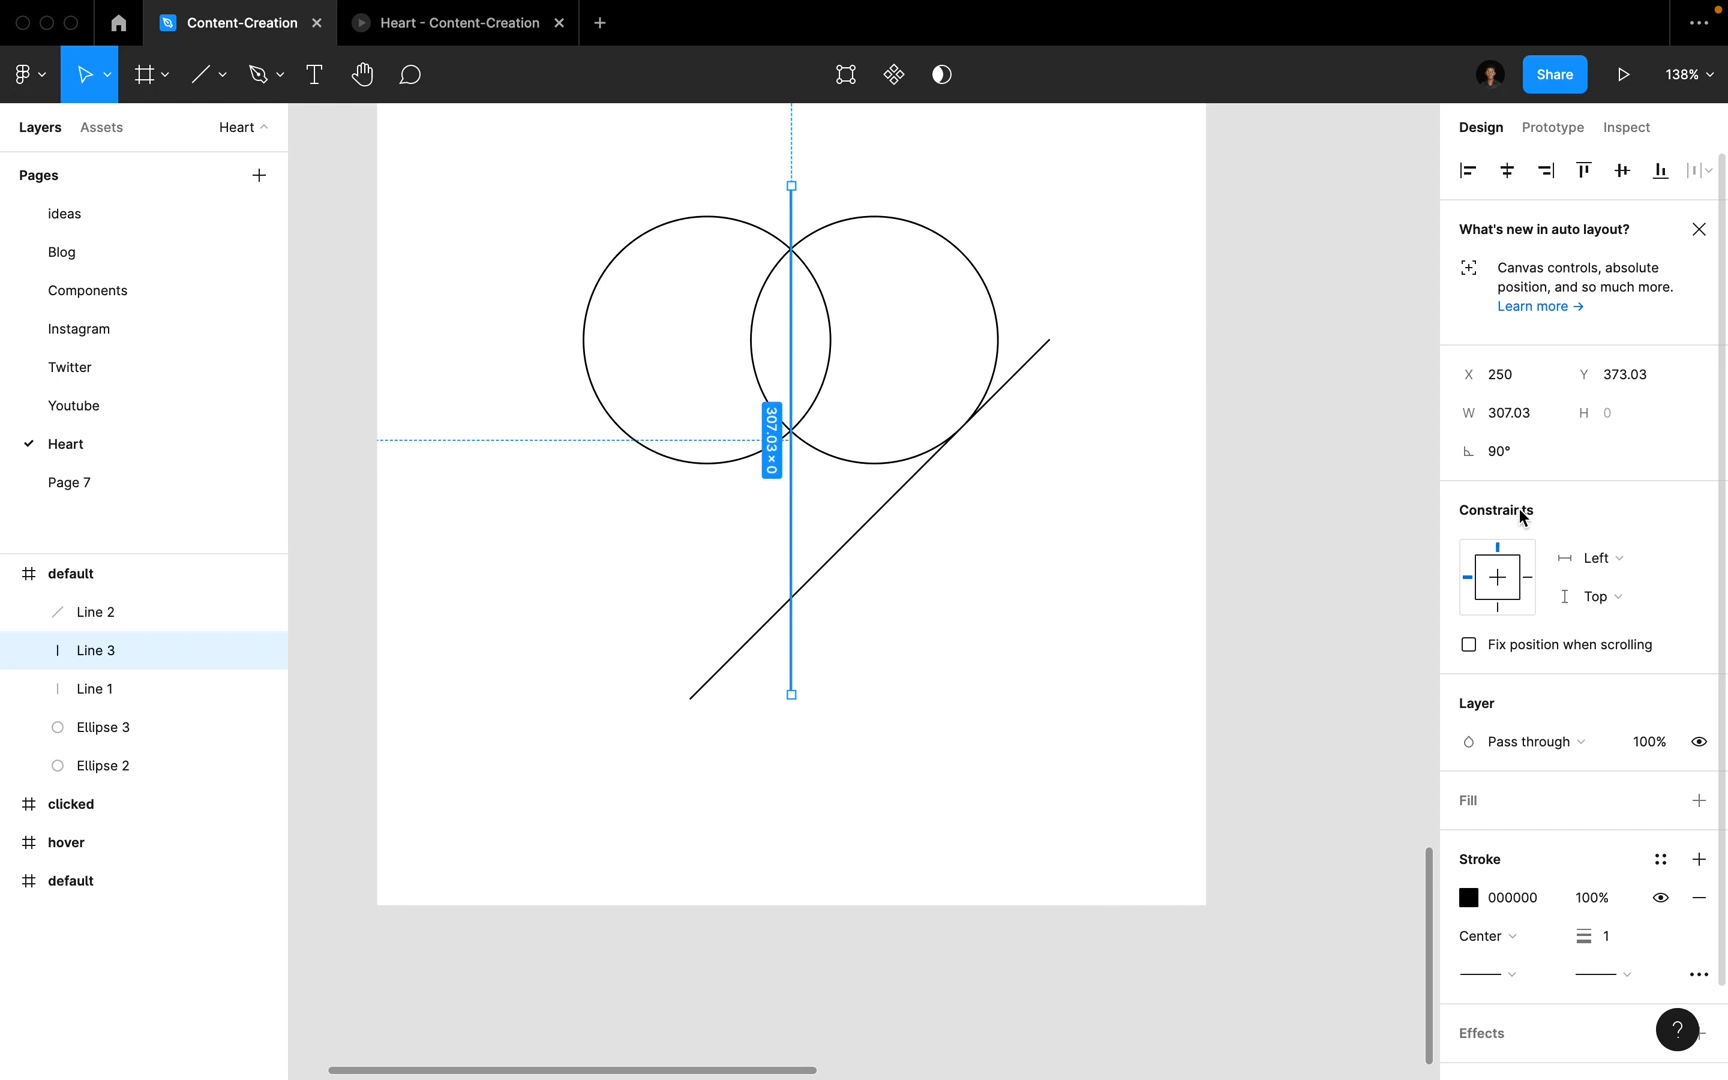 Content-Creation
Heart - Content-Creation
Share
138%
Layers
Assets
Heart
Pages
ideas
Blog
Components
Instagram
Twitter
Youtube
Heart
Page 7
default
Line 2
Line 3
Line 1
Ellipse 3
Ellipse 2
clicked
hover
default
307.03 × 0
Design
Prototype
Inspect
What's new in auto layout?
Canvas controls, absolute
position, and so much more.
Learn more →
X 250
Y 373.03
W 307.03
H 0
90°
Constraints
Left
Top
Fix position when scrolling
Layer
Pass through
100%
Fill
Stroke
000000
100%
Center
1
Effects
?